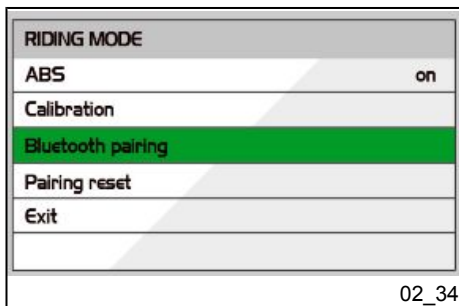 RIDING MODE
ABS on
Calibration
Bluetooth pairing
Pairing reset
Exit
02_34